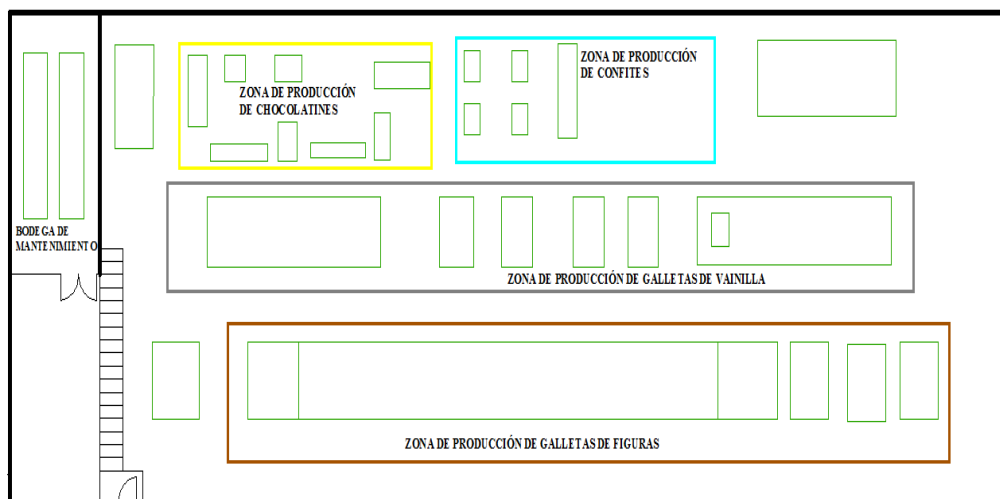 ZONA DE PRODUCCIÓN
DE CHOCOLATINES
ZONA DE PRODUCCIÓN
DE CONFITES
BODEGA DE
MANTENIMIENTO
ZONA DE PRODUCCIÓN DE GALLETAS DE VAINILLA
ZONA DE PRODUCCIÓN DE GALLETAS DE FIGURAS